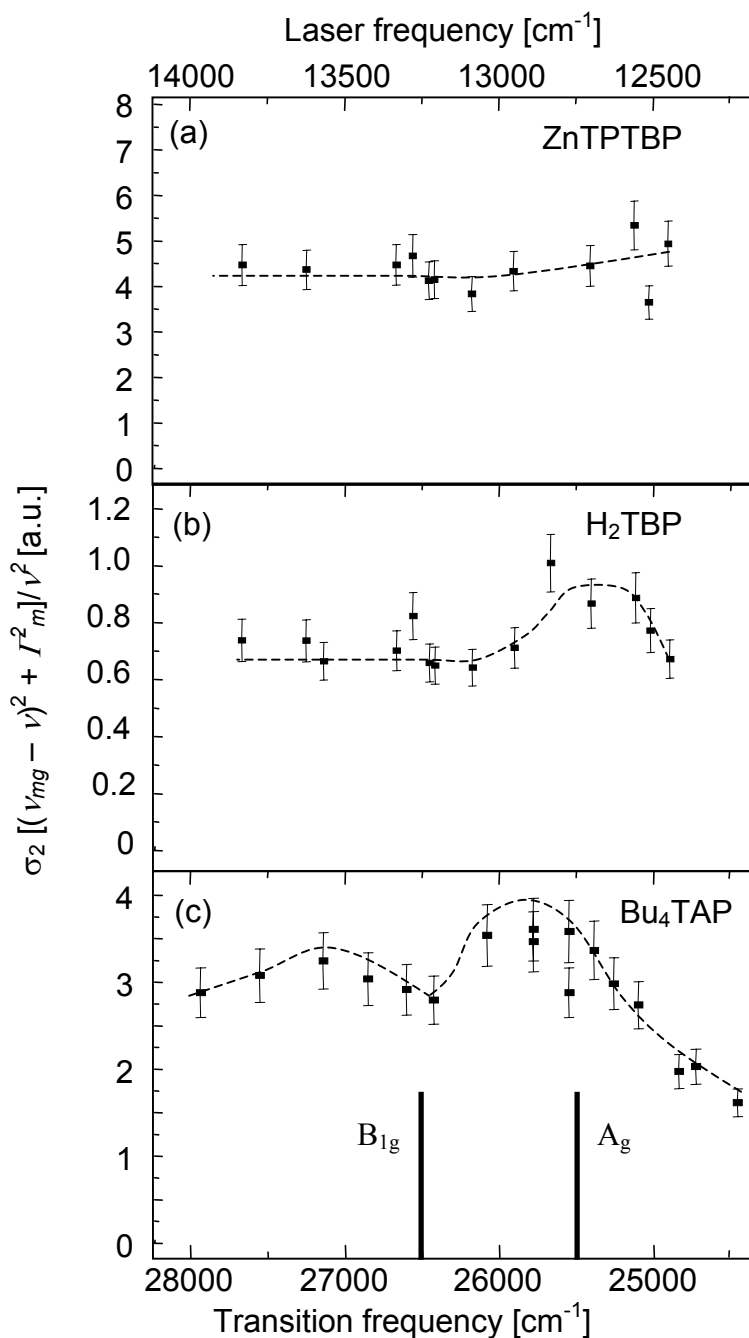 Laser frequency [cm⁻¹]
14000 13500 13000 12500
(a)
ZnTPTBP
8
7
6
5
4
3
2
1
0
(b)
H₂TBP
1.2
1.0
0.8
0.6
0.4
0.2
0
(c)
Bu₄TAP
4
3
2
1
0
B₁g
Ag
σ₂ [(νmg − ν)² + Γ²m]/ν² [a.u.]
28000 27000 26000 25000
Transition frequency [cm⁻¹]